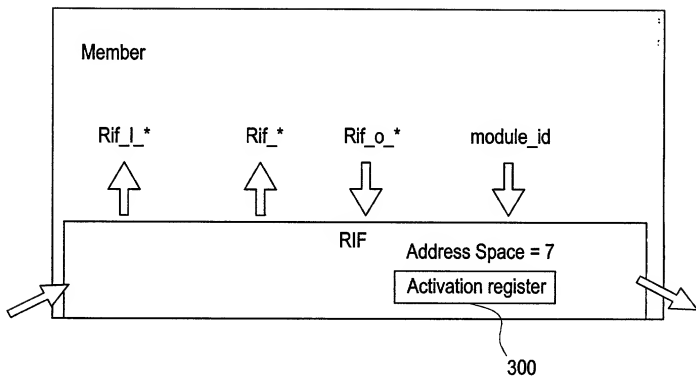 Member
Rif_I_* Rif_* Rif_o_* module_id
RIF
Address Space = 7
Activation register
300